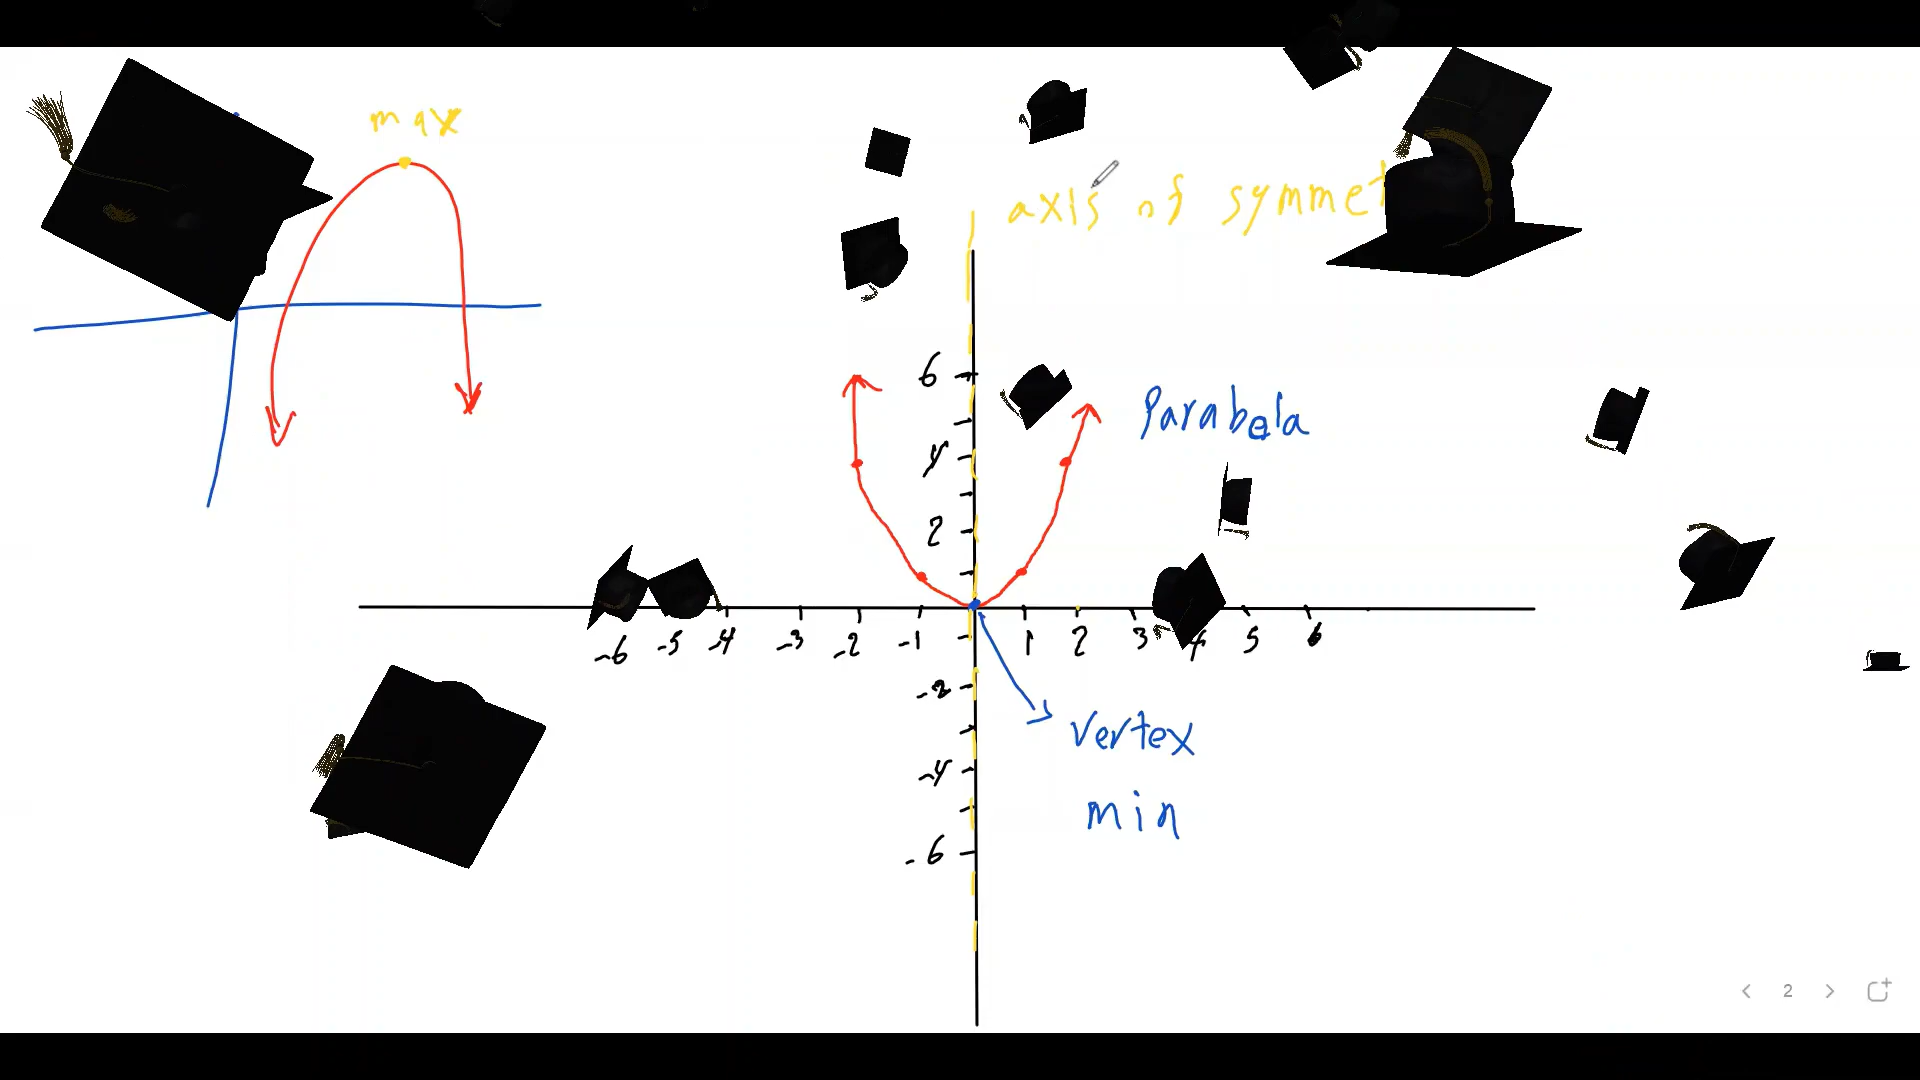 max
axis of symmet
6
Parabola
4
2
-6 -5 -4 -3 -2 -1 1 2 3 4 5 6
-2
Vertex
-4
min
-6
2